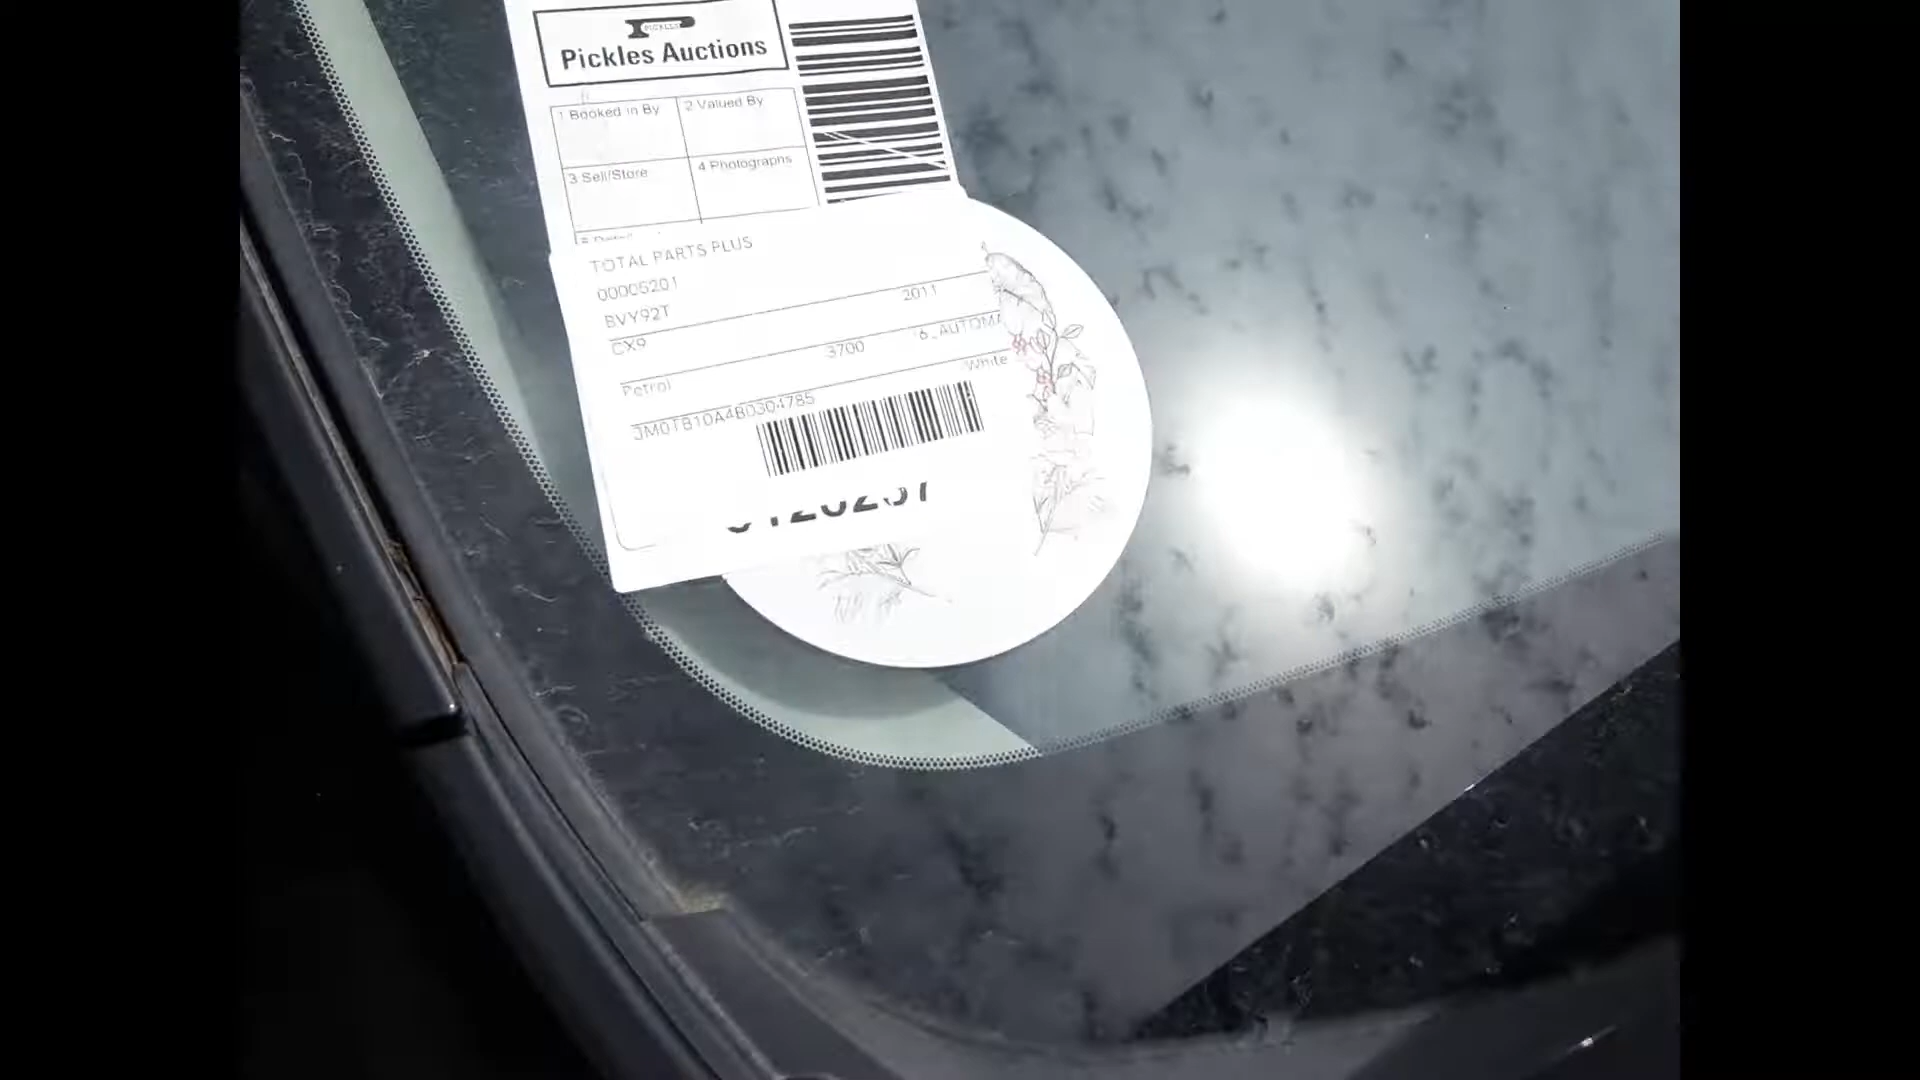 PICKLES
Pickles Auctions
1 Booked in By
2 Valued By
3 Sell/Store
4 Photographs
TOTAL PARTS PLUS
00005201
BVY92T
CX9 2011
Petrol 3700 6_AUTOMA
White
JM0TB10A4B0304785